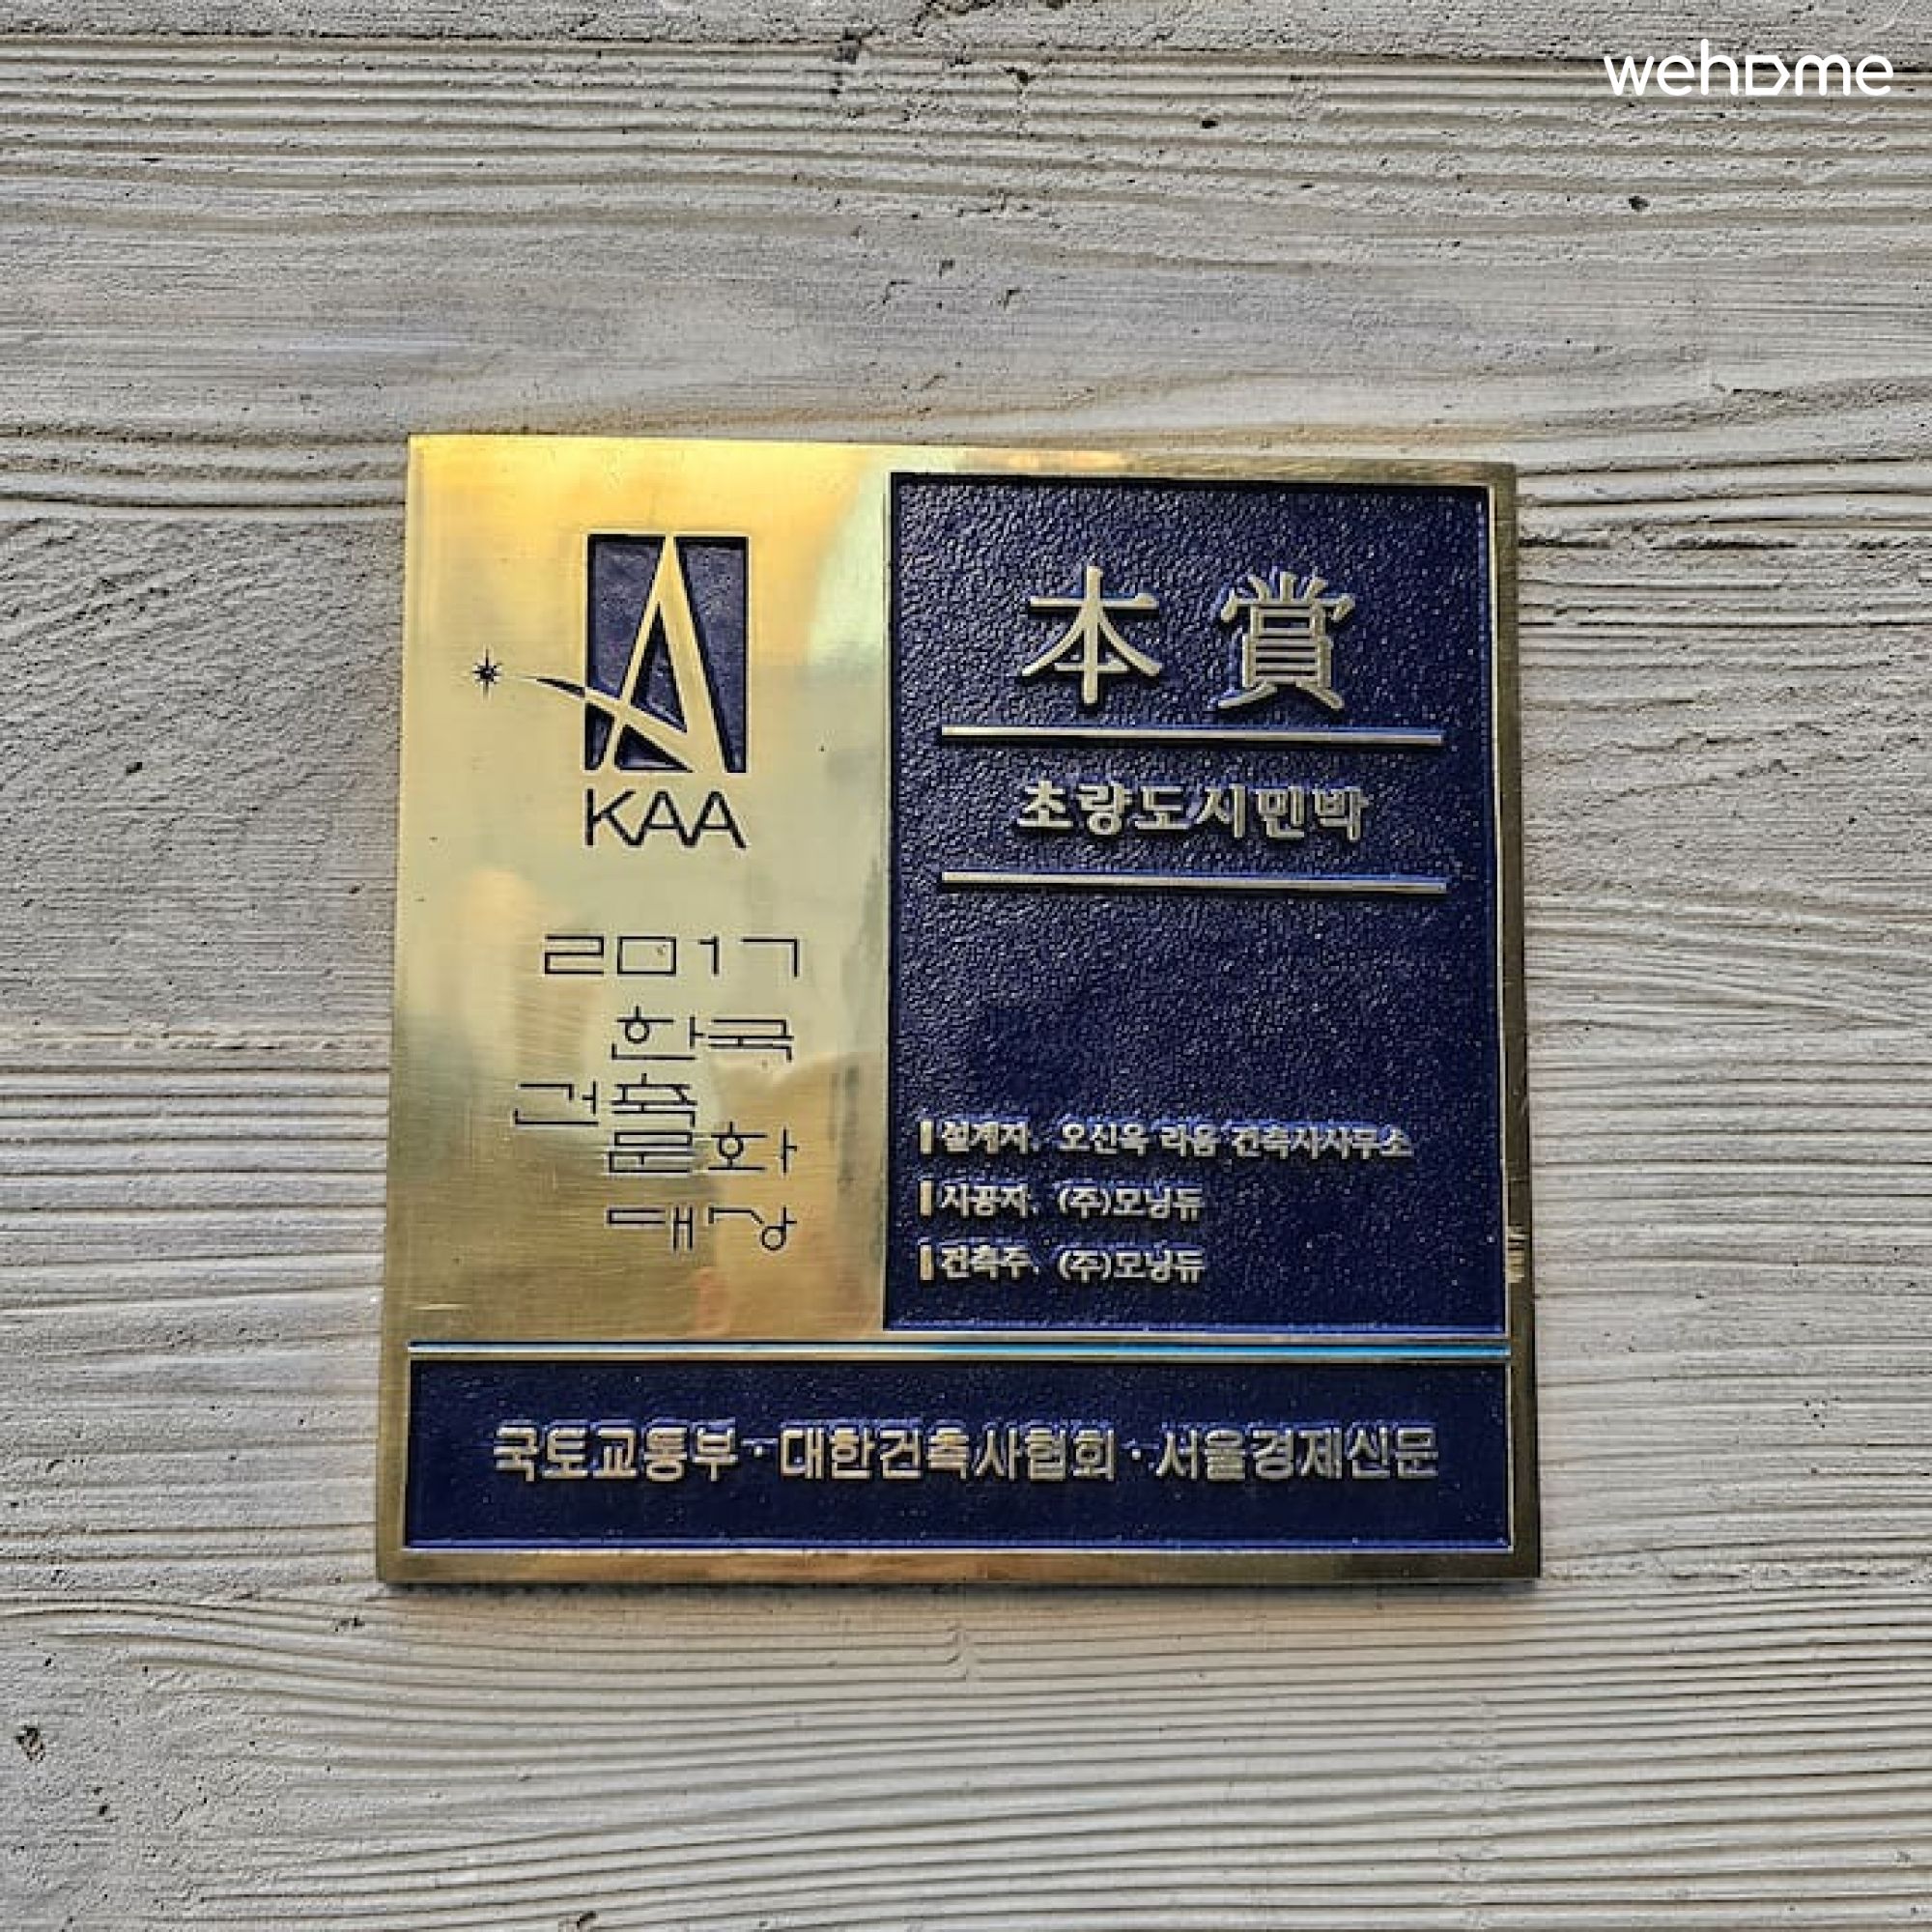 wehome
KAA
2017
한국
건축
문화
대상
本賞
초량도시민박
설계자. 오신욱 라움 건축사사무소
시공자. (주)모닝듀
건축주. (주)모닝듀
국토교통부·대한건축사협회·서울경제신문